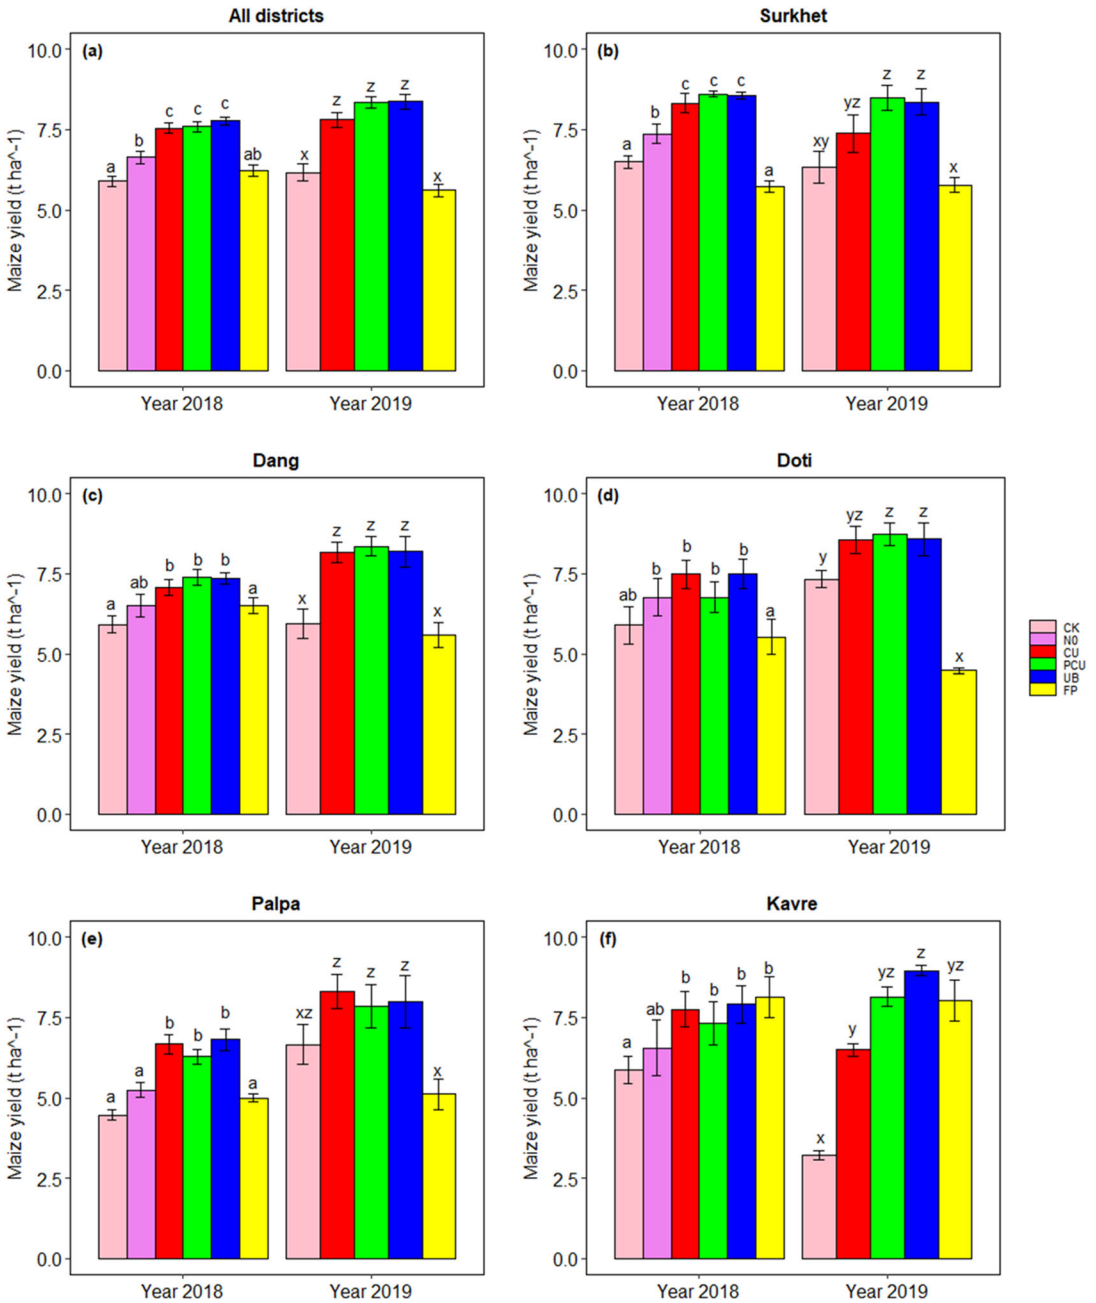 All districts
(a)
Maize yield (t ha^-1)
10.0
7.5
5.0
2.5
0.0
a b c c c ab
x z z z x
Year 2018 Year 2019
Surkhet
(b)
Maize yield (t ha^-1)
10.0
7.5
5.0
2.5
0.0
a b c c c a
xy yz z z x
Year 2018 Year 2019
Dang
(c)
Maize yield (t ha^-1)
10.0
7.5
5.0
2.5
0.0
a ab b b b a
x z z z x
Year 2018 Year 2019
Doti
(d)
Maize yield (t ha^-1)
10.0
7.5
5.0
2.5
0.0
ab b b b b a
y yz z z x
Year 2018 Year 2019
CK
N0
CU
PCU
UB
FP
Palpa
(e)
Maize yield (t ha^-1)
10.0
7.5
5.0
2.5
0.0
a a b b b a
xz z z z x
Year 2018 Year 2019
Kavre
(f)
Maize yield (t ha^-1)
10.0
7.5
5.0
2.5
0.0
a ab b b b b
x y yz z yz
Year 2018 Year 2019